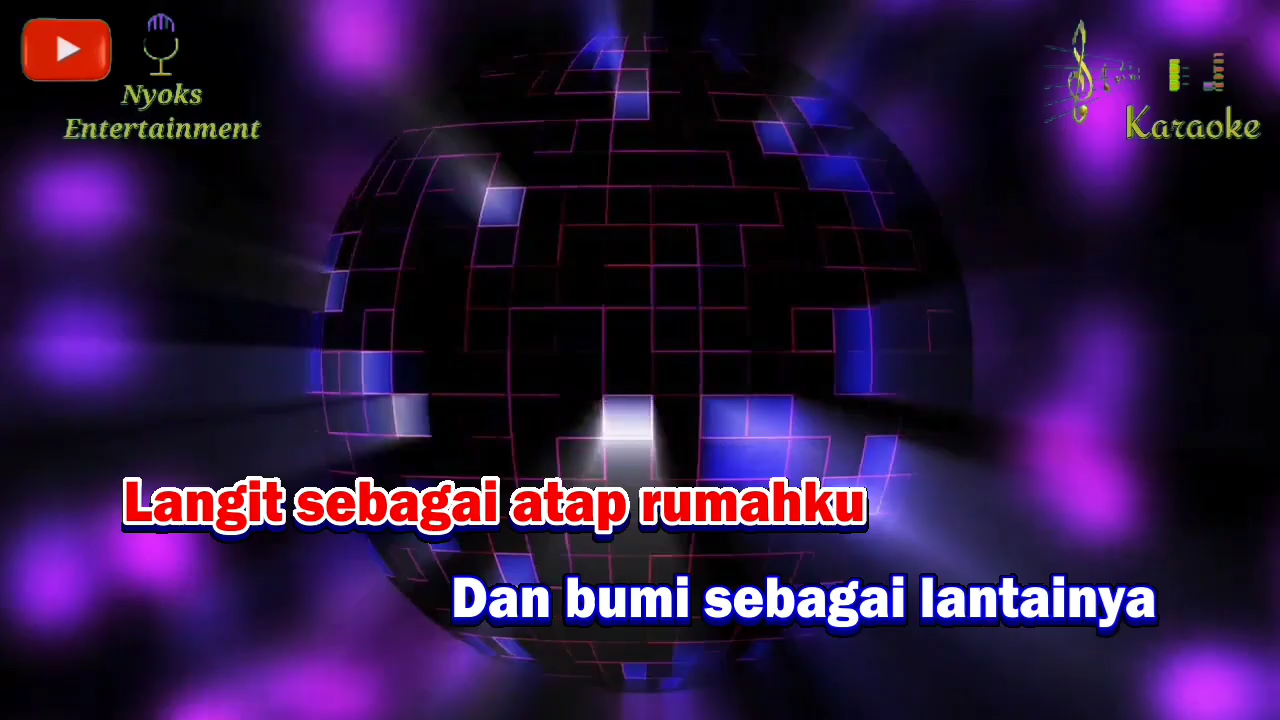 Nyoks
Entertainment
Karaoke
Langit sebagai atap rumahku
Dan bumi sebagai lantainya